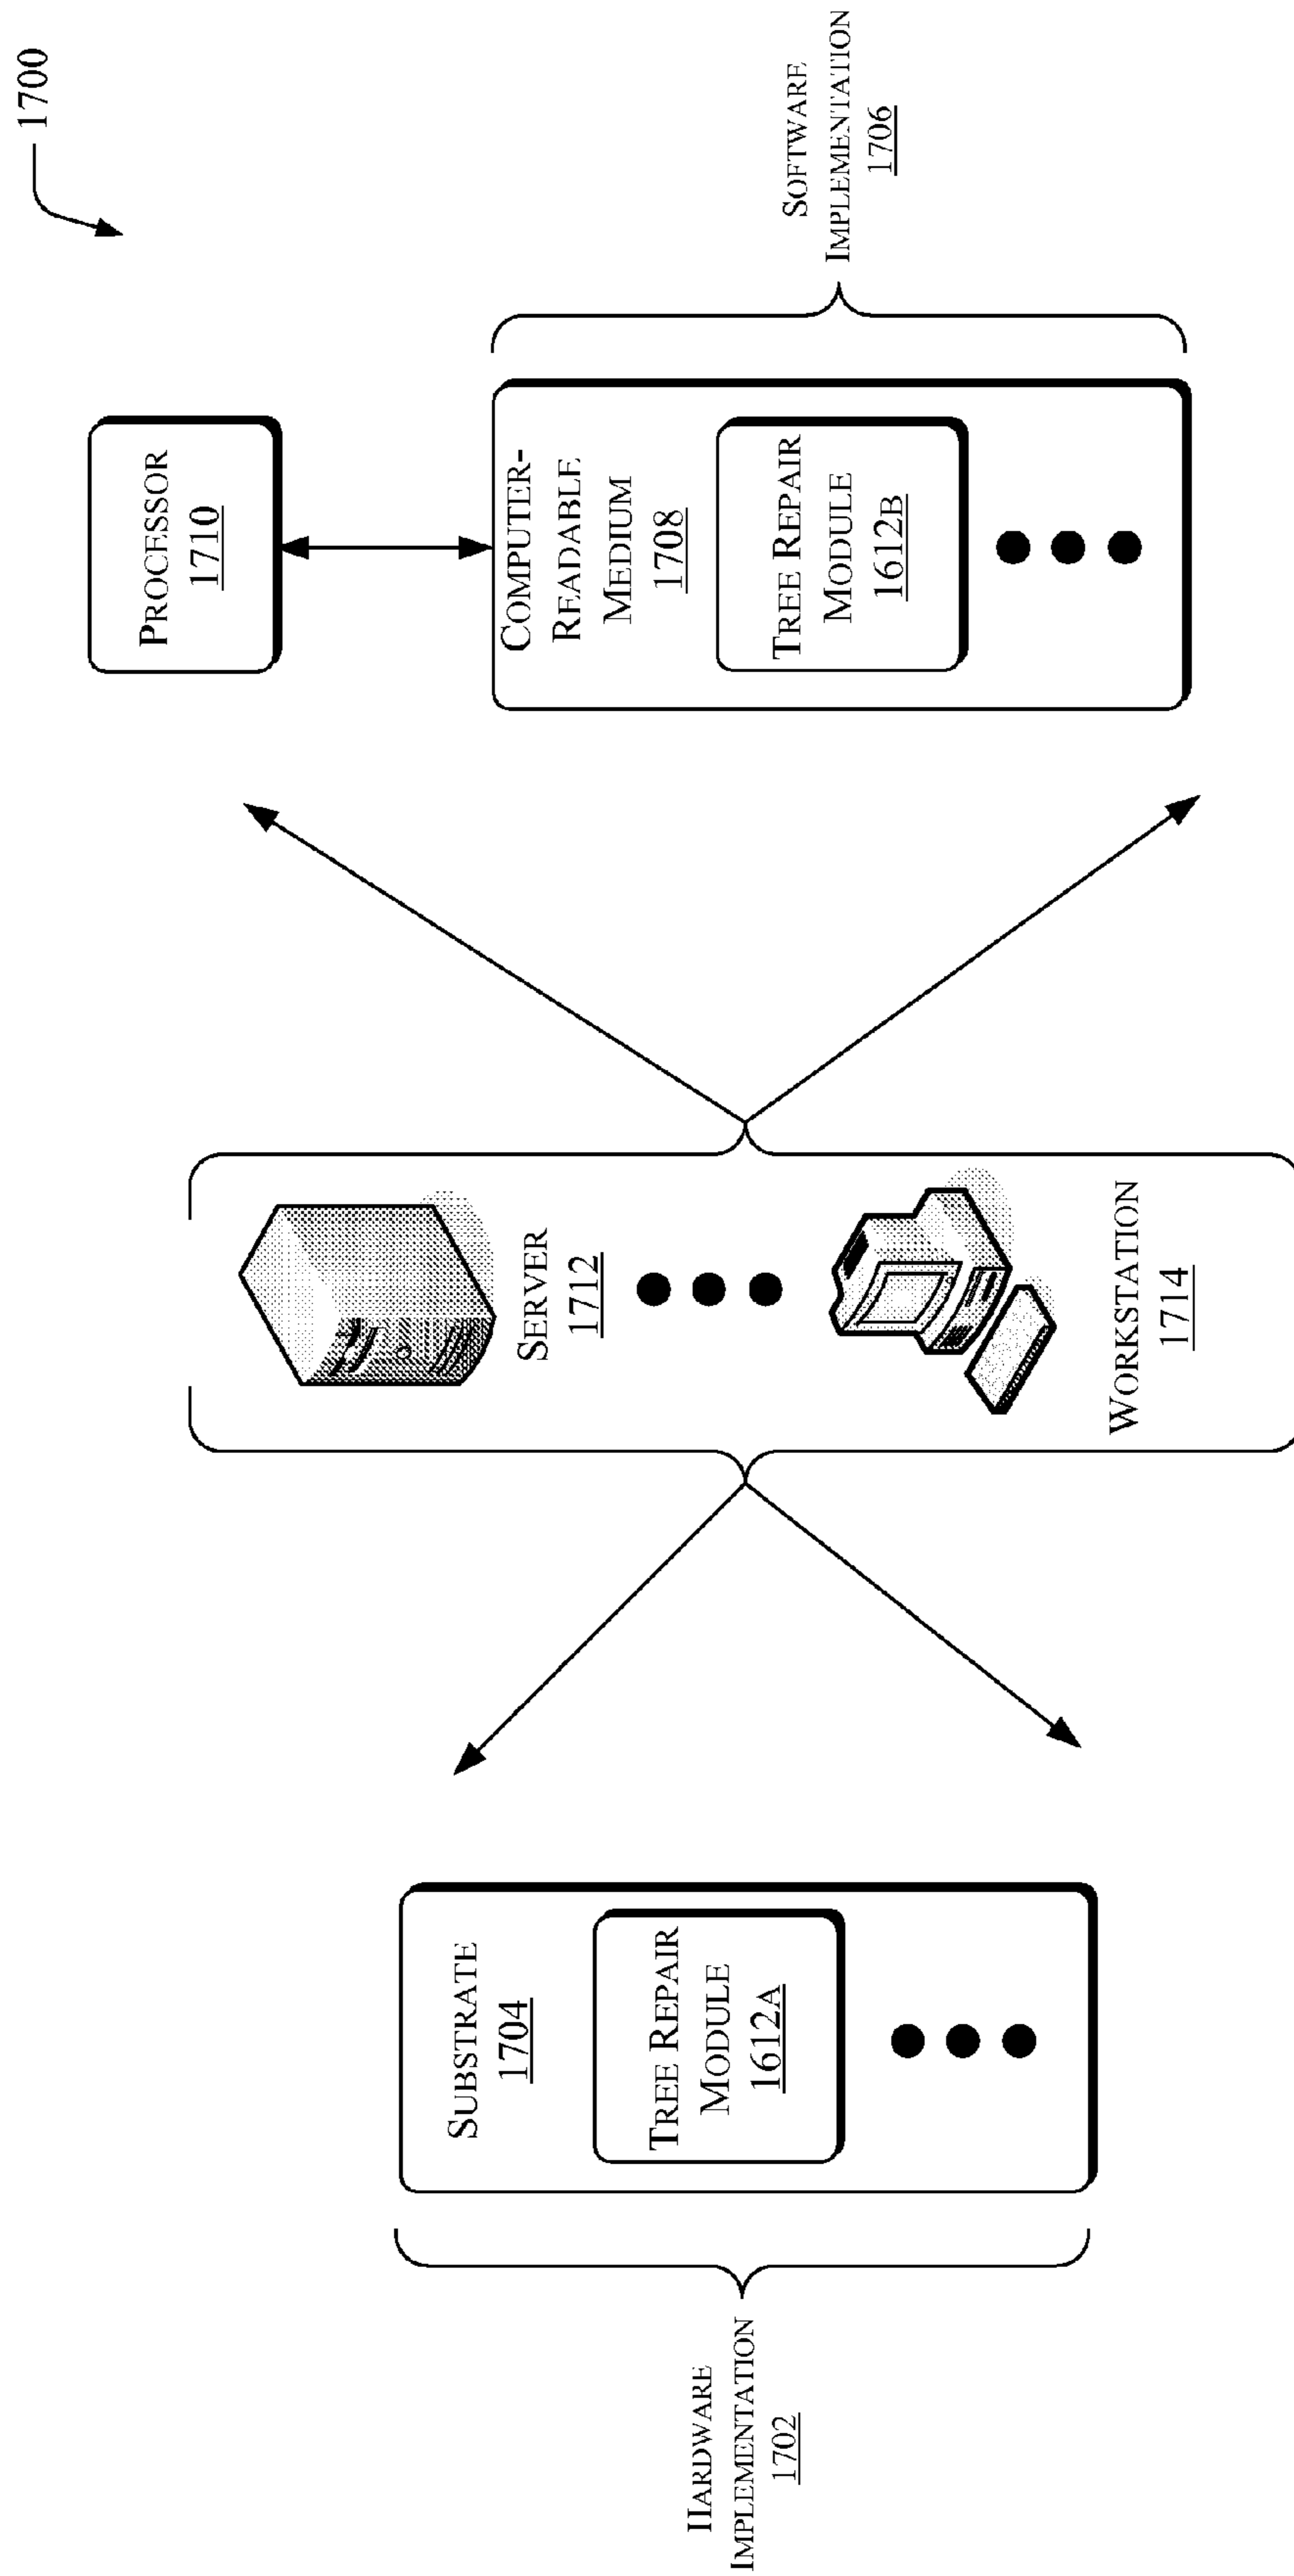 1700
HARDWARE
IMPLEMENTATION
1702
SUBSTRATE
1704
TREE REPAIR
MODULE
1612A
SERVER
1712
WORKSTATION
1714
PROCESSOR
1710
COMPUTER-
READABLE
MEDIUM
1708
TREE REPAIR
MODULE
1612B
SOFTWARE
IMPLEMENTATION
1706